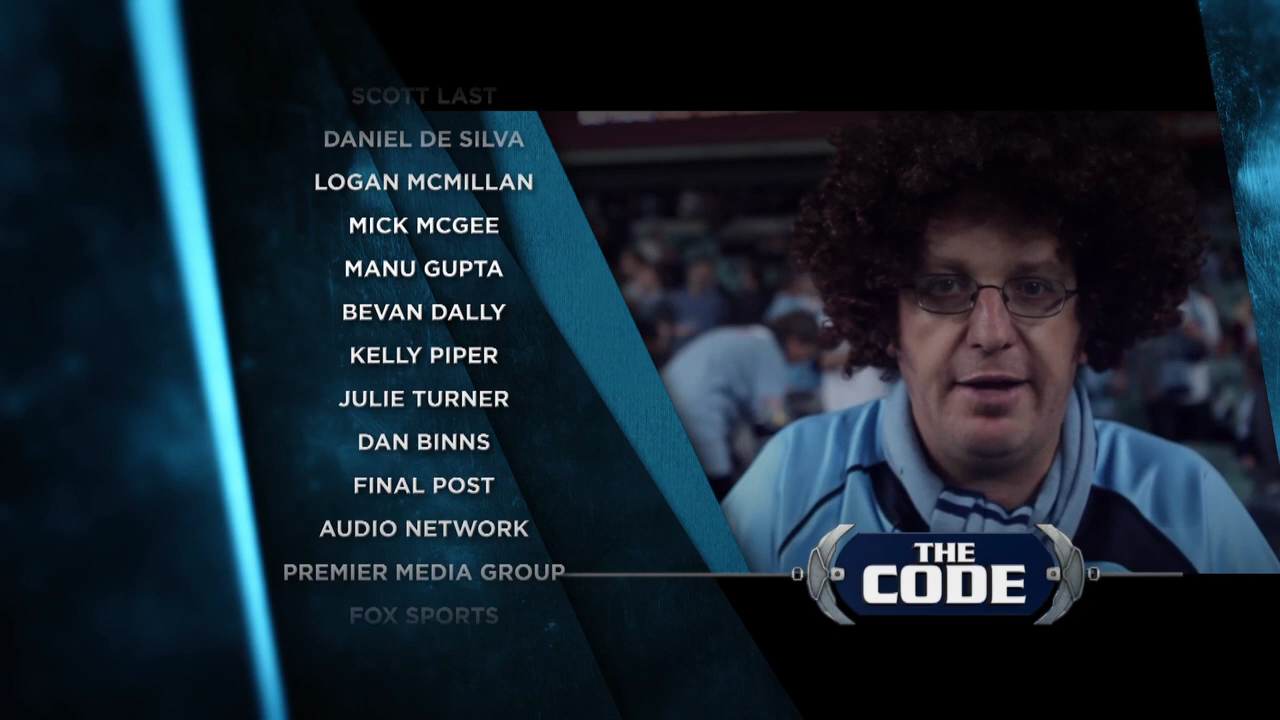 SCOTT LAST
DANIEL DE SILVA
LOGAN MCMILLAN
MICK MCGEE
MANU GUPTA
BEVAN DALLY
KELLY PIPER
JULIE TURNER
DAN BINNS
FINAL POST
AUDIO NETWORK
PREMIER MEDIA GROUP
FOX SPORTS
THE
CODE